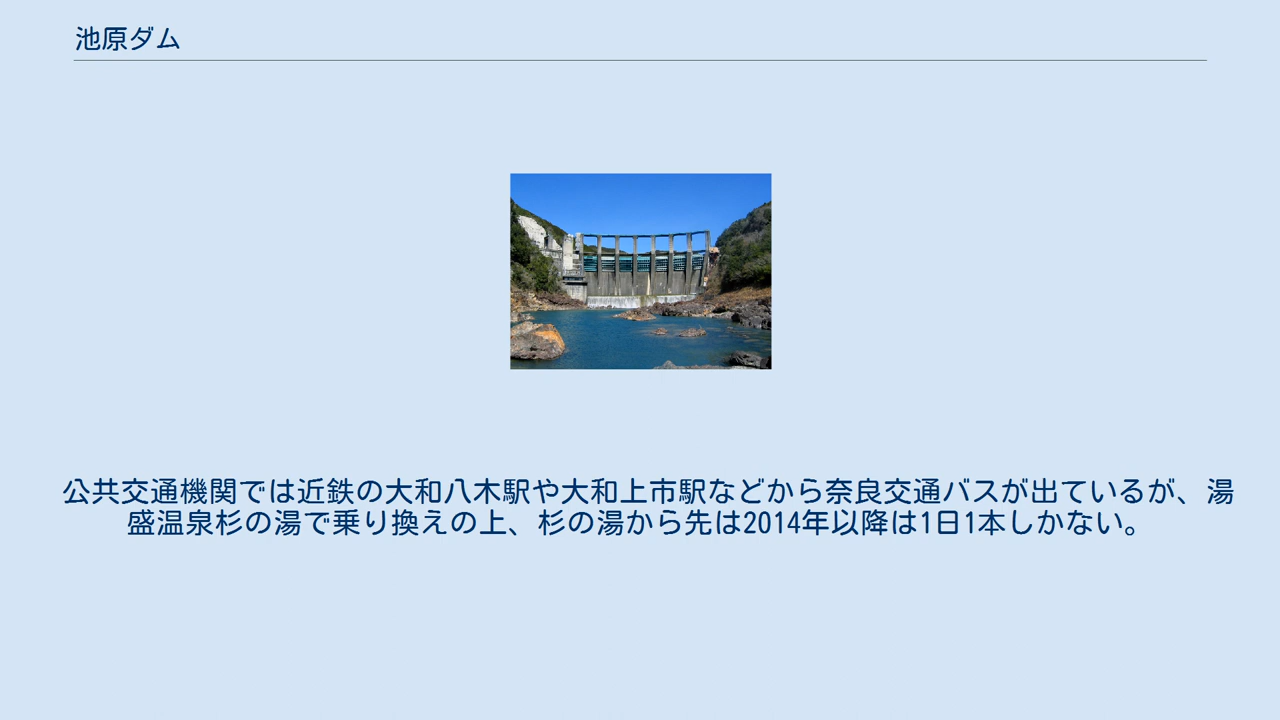 池原ダム
公共交通機関では近鉄の大和八木駅や大和上市駅などから奈良交通バスが出ているが、湯
盛温泉杉の湯で乗り換えの上、杉の湯から先は2014年以降は1日1本しかない。